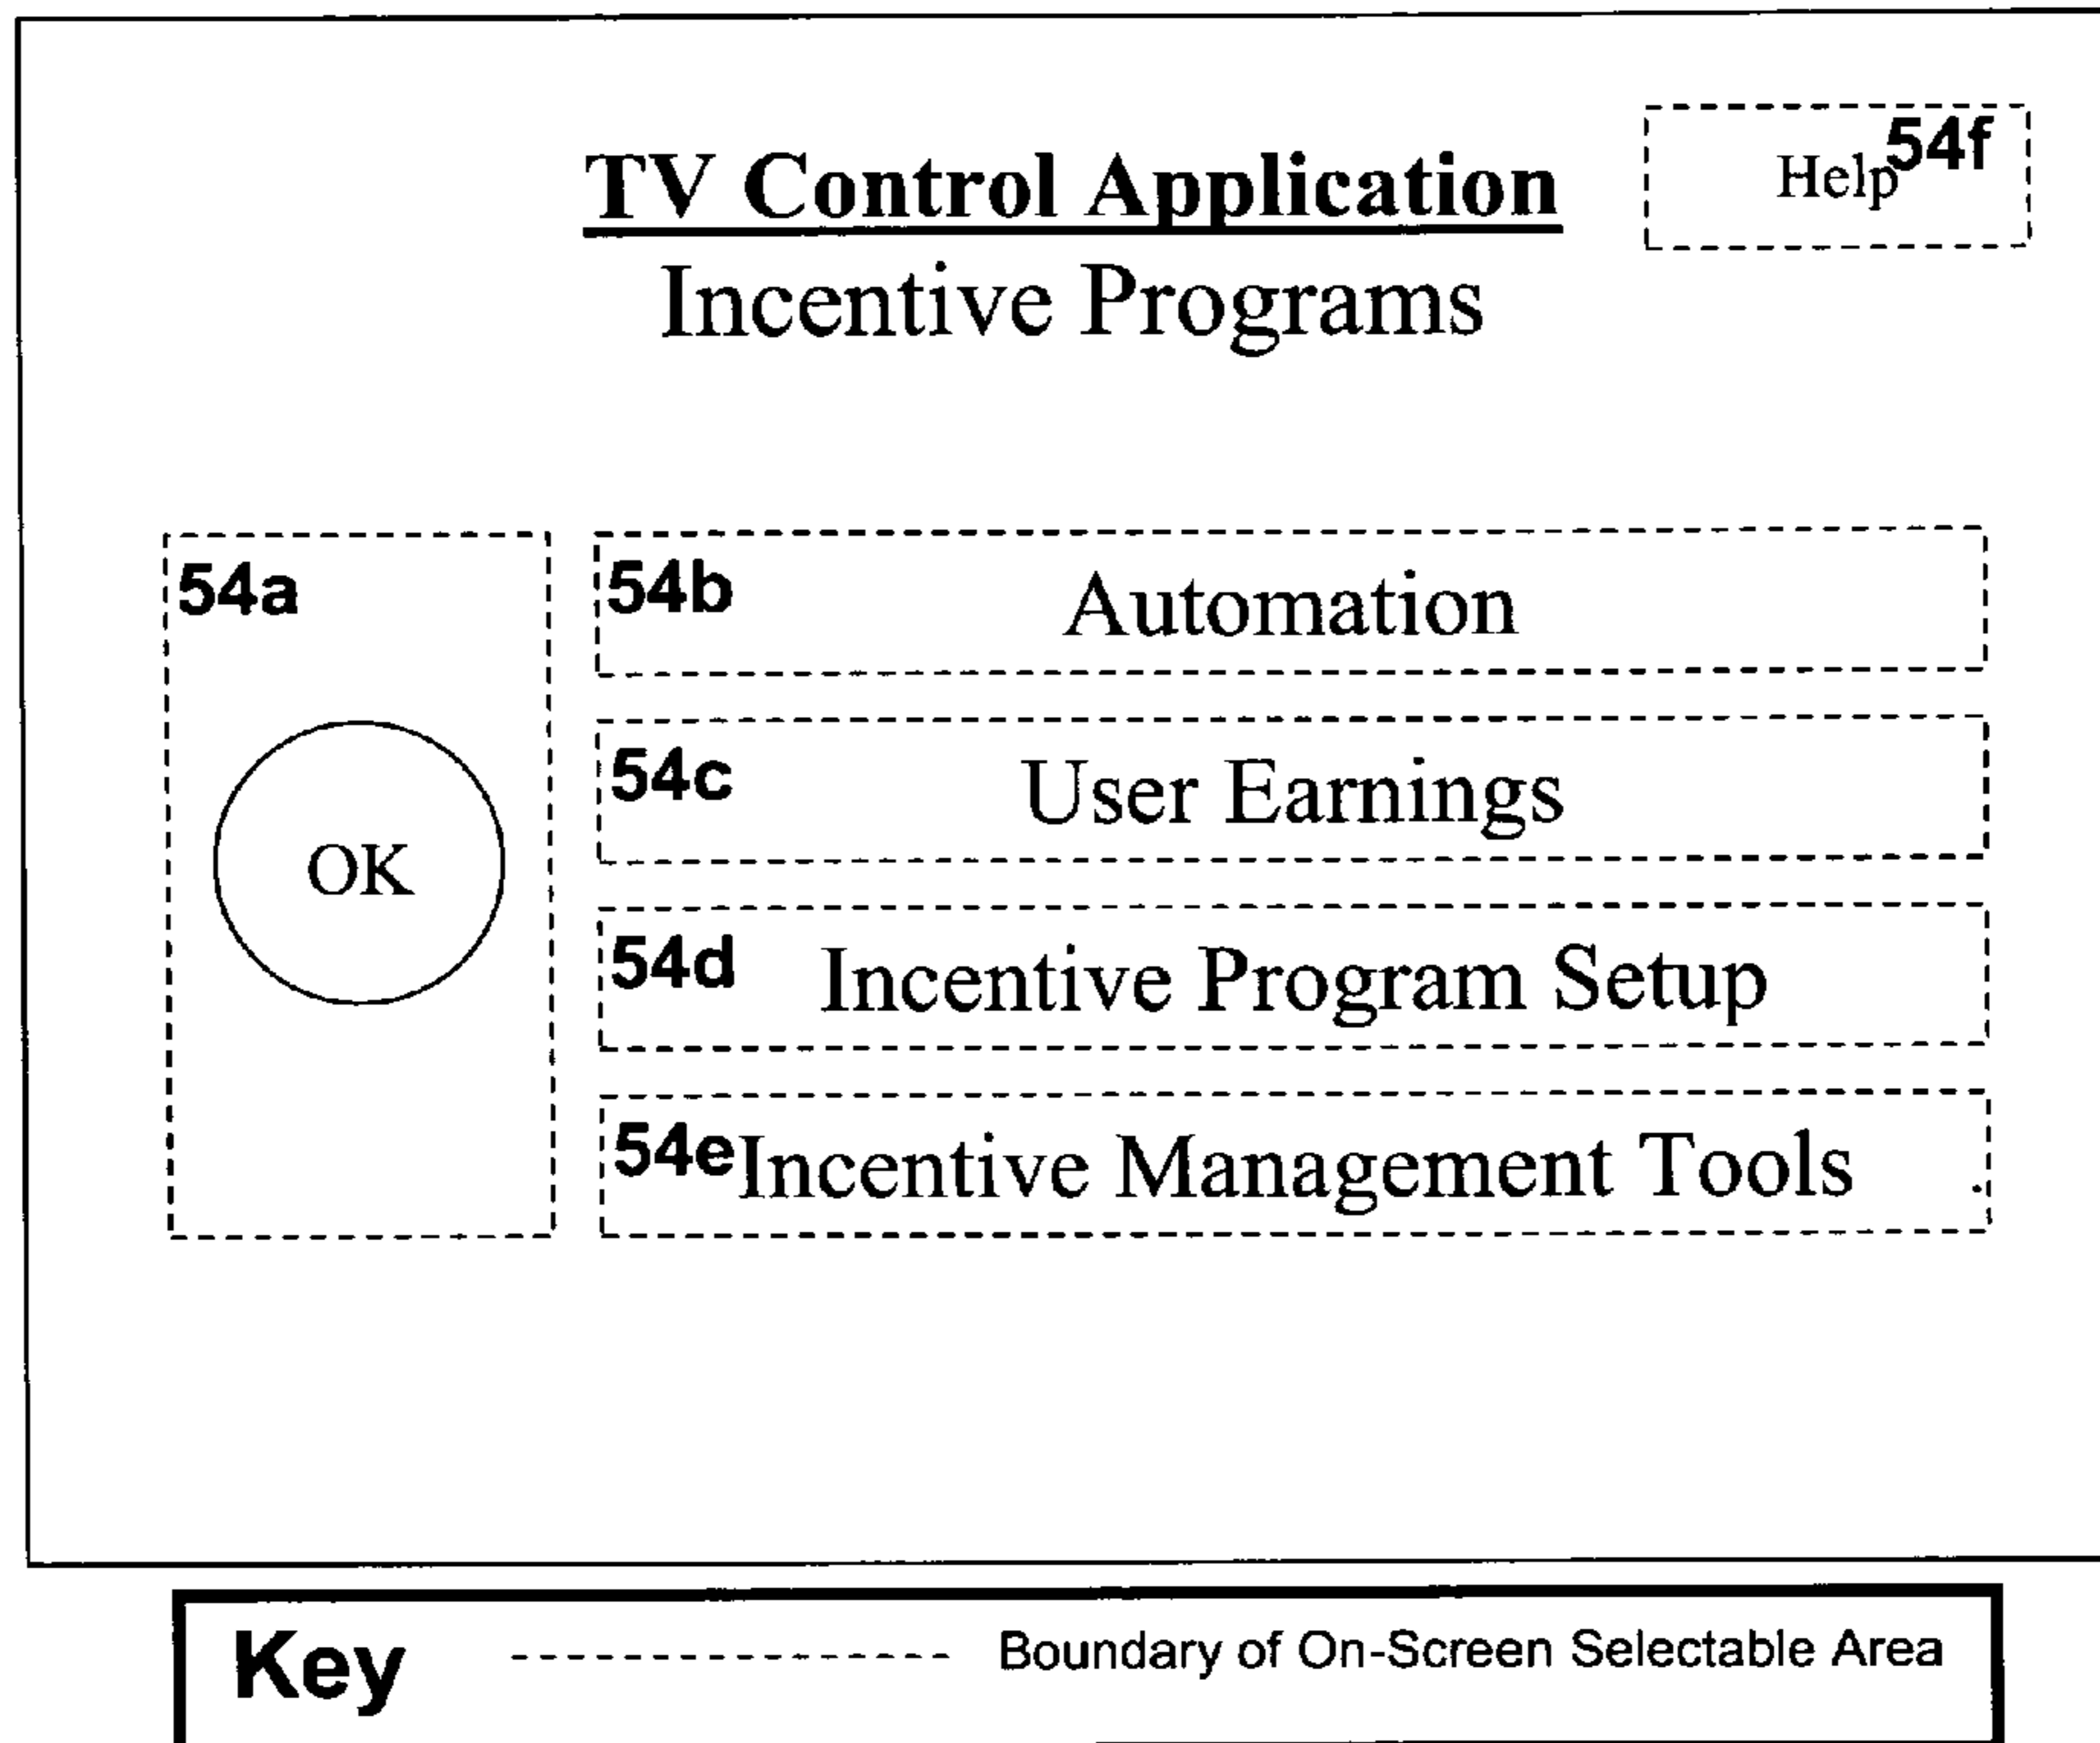 TV Control Application
Help 54f
Incentive Programs
54a
OK
54b Automation
54c User Earnings
54d Incentive Program Setup
54e Incentive Management Tools
Key Boundary of On-Screen Selectable Area